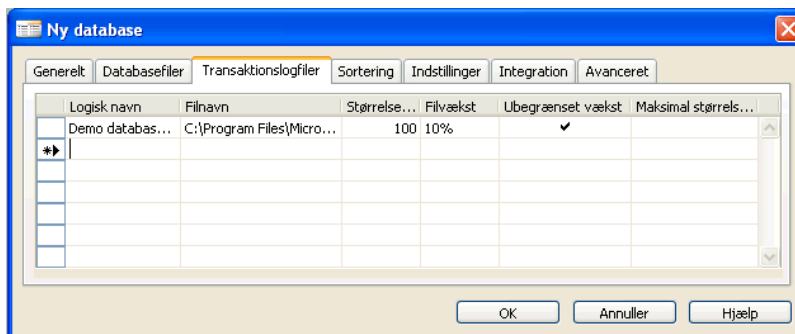 Ny database
Generelt Databasefiler Transaktionslogfiler Sortering Indstillinger Integration Avanceret
Logisk navn Filnavn Størrelse... Filvækst Ubegrænset vækst Maksimal størrels...
Demo databas... C:\Program Files\Micro... 100 10% ✔
OK Annuller Hjælp